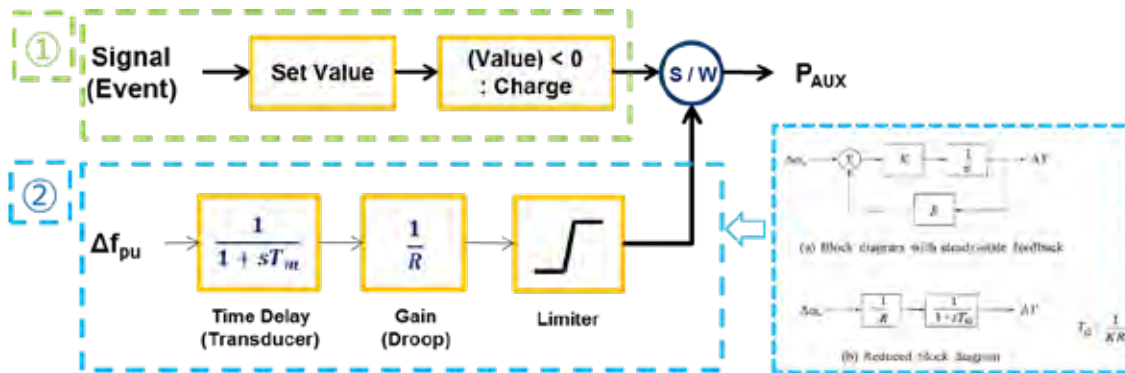 ①
Signal
(Event)
Set Value
(Value) < 0
: Charge
S / W
P_AUX
②
Δf_pu
1
1 + sT_m
Time Delay
(Transducer)
1
R
Gain
(Droop)
Limiter
K
1
R
ΔY
(a) Block diagram with steady-state feedback
1
R
1
1+sT_G
ΔY
T_G = 1
KR
(b) Reduced block diagram